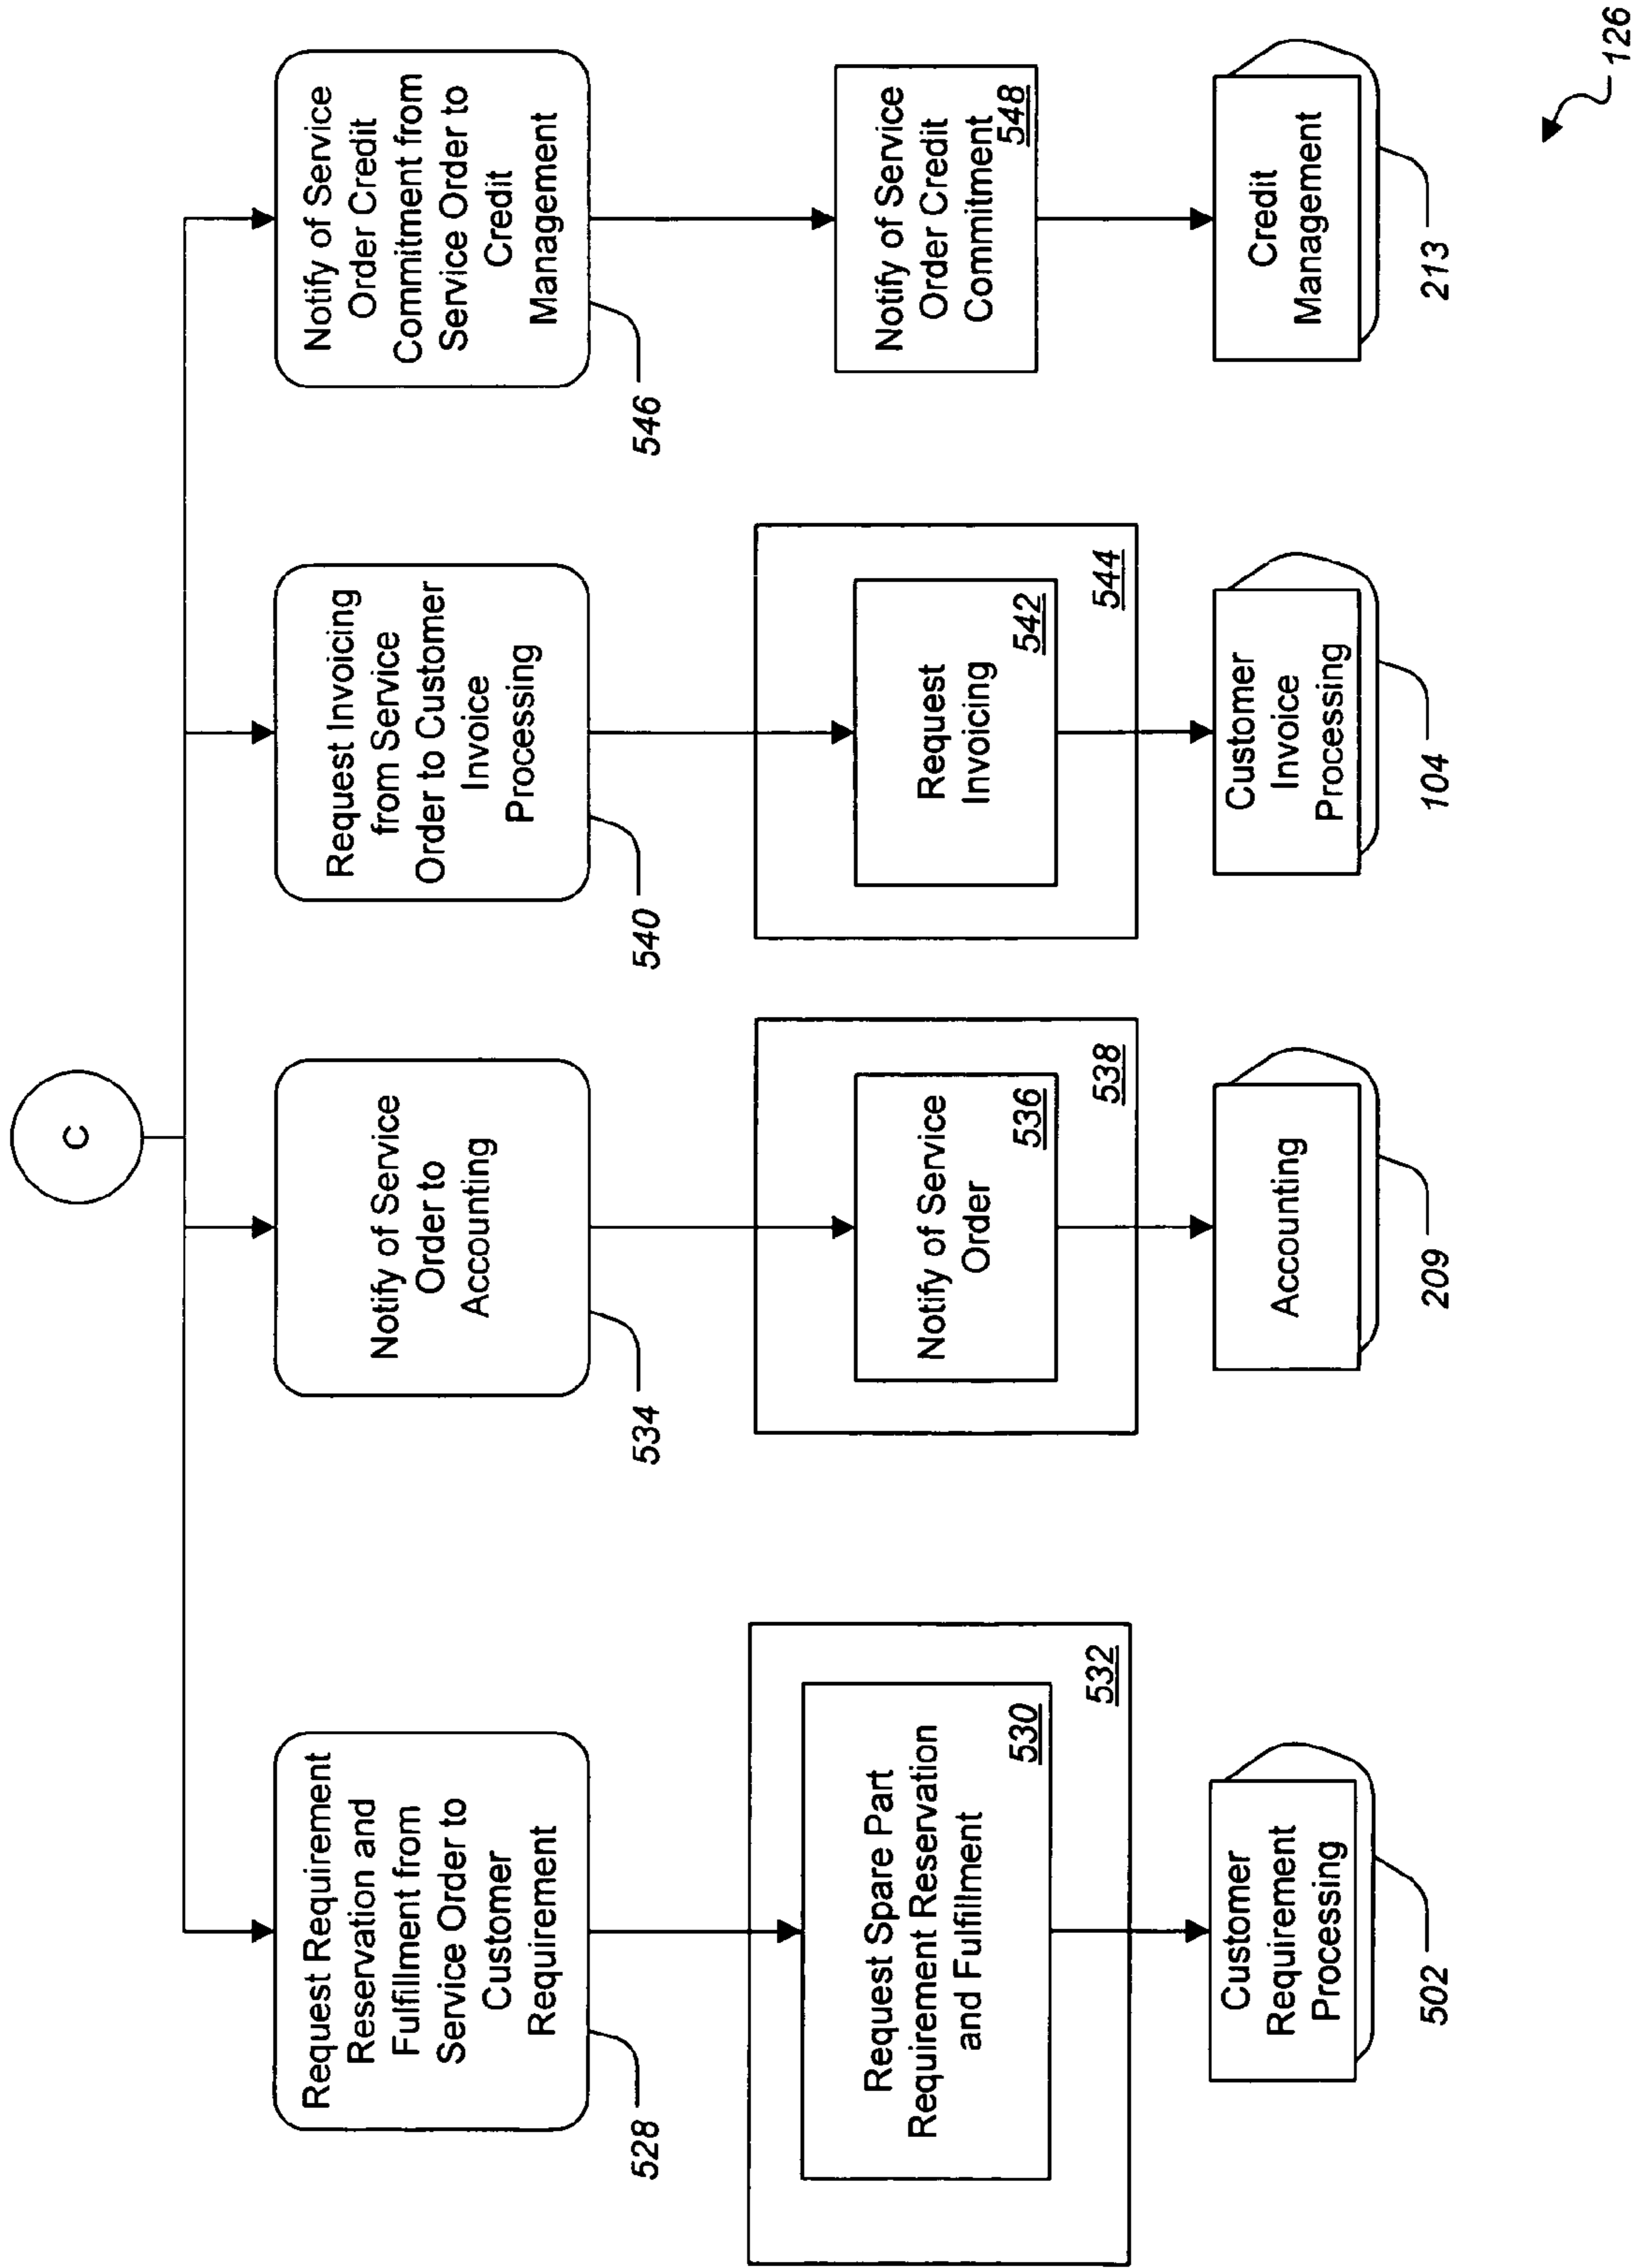 C
Request Requirement
Reservation and
Fulfillment from
Service Order to
Customer
Requirement
528
Notify of Service
Order to
Accounting
534
Request Invoicing
from Service
Order to Customer
Invoice
Processing
540
Notify of Service
Order Credit
Commitment from
Service Order to
Credit
Management
546
Request Spare Part
Requirement Reservation
and Fulfillment
530
532
Notify of Service
Order
536
538
Request
Invoicing
542
544
Notify of Service
Order Credit
Commitment
548
Customer
Requirement
Processing
502
Accounting
209
Customer
Invoice
Processing
104
Credit
Management
213
126